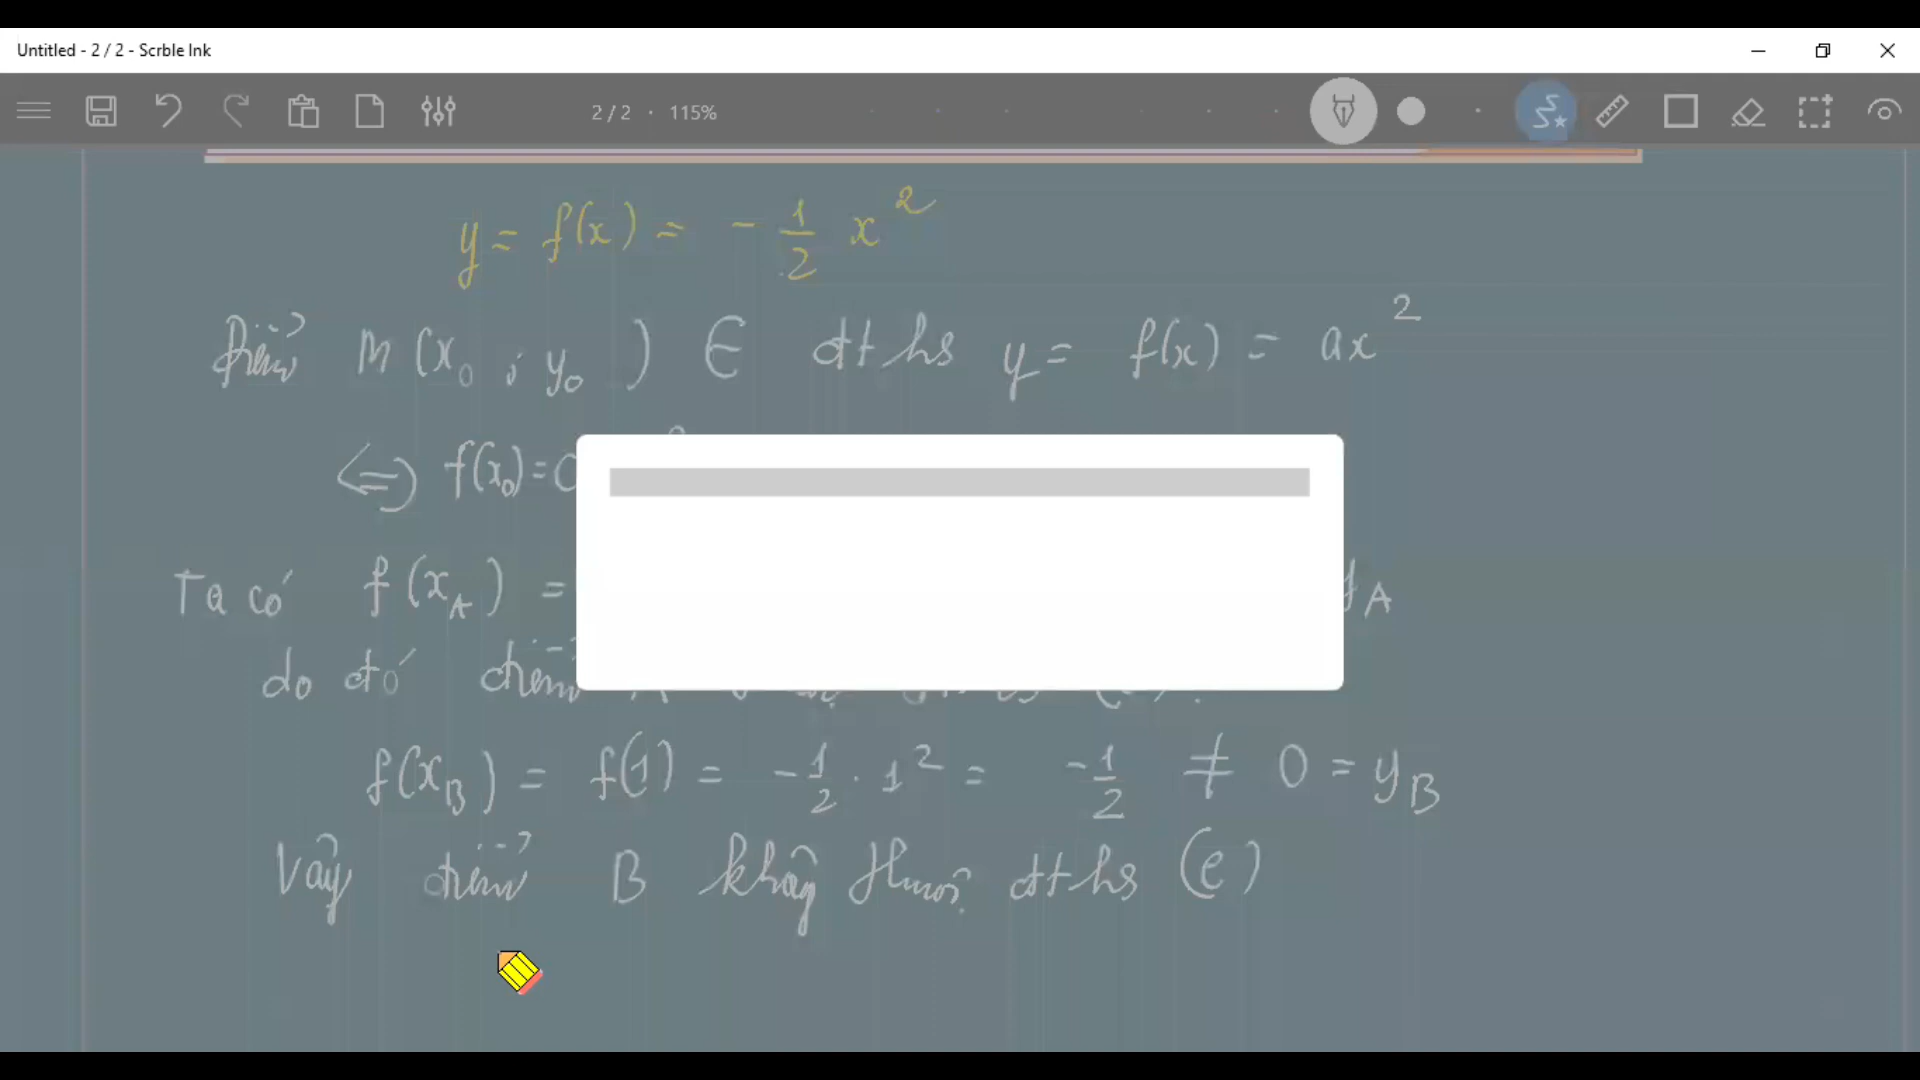 Untitled - 2 / 2 - Scrble Ink
2 / 2 · 115%
y = f(x) = - 1/2 x²
Điểm M(x₀ ; y₀) ∈ đths y = f(x) = ax²
⇔ f(x₀) =
Ta có f(x_A) = y_A
do đó điểm
f(x_B) = f(1) = - 1/2 · 1² = - 1/2 ≠ 0 = y_B
Vậy điểm B không thuộc đths (C)